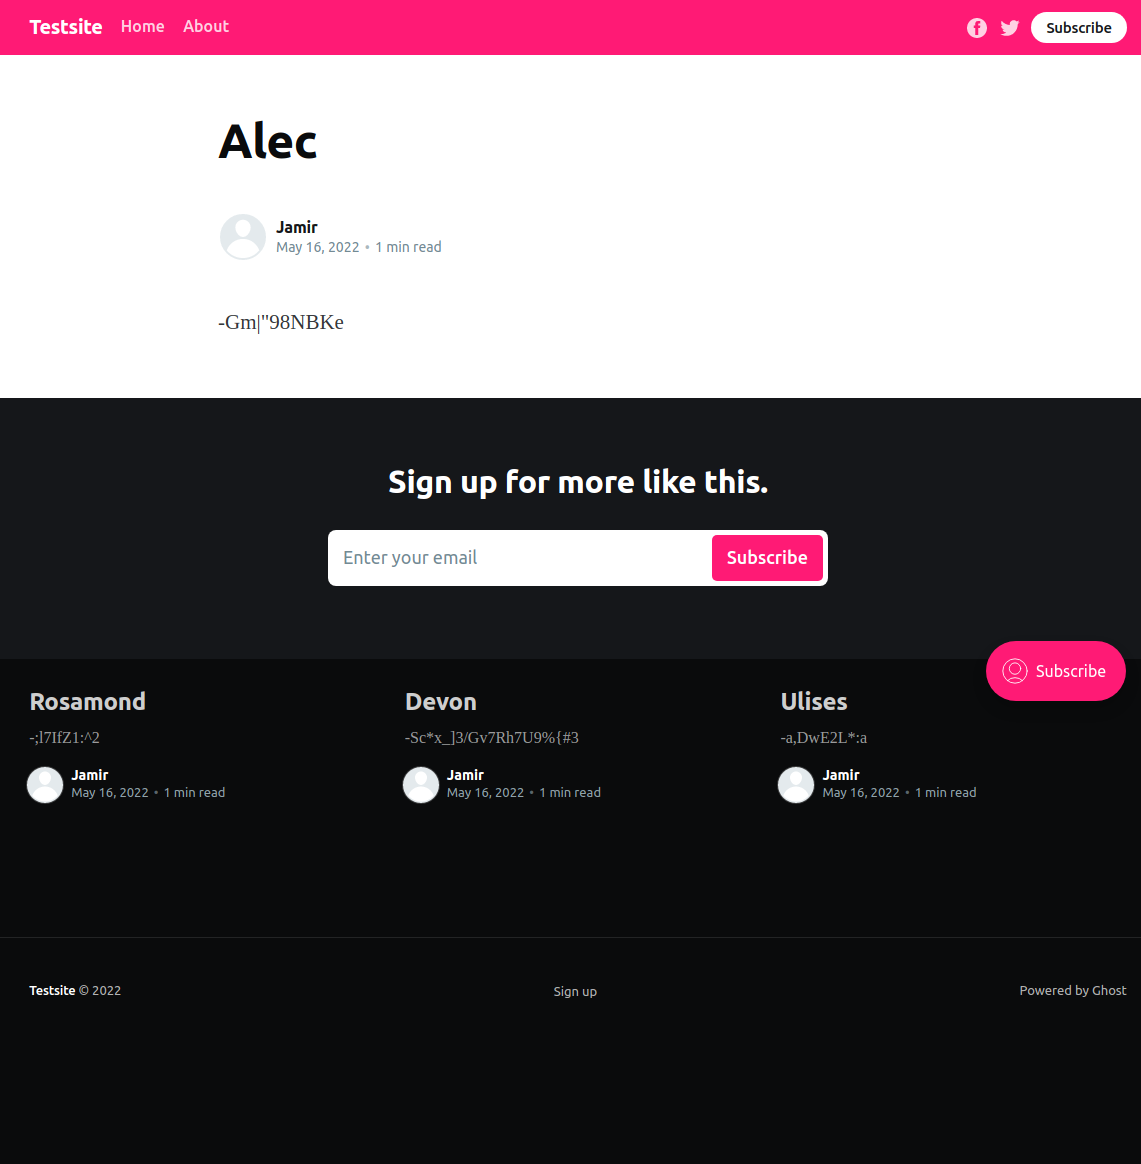 Testsite Home About Subscribe
Alec
Jamir
May 16, 2022 • 1 min read
-Gm|"98NBKe
Sign up for more like this.
Enter your email Subscribe
Subscribe
Rosamond
-;l7IfZ1:^2
Jamir
May 16, 2022 • 1 min read
Devon
-Sc*x_]3/Gv7Rh7U9%{#3
Jamir
May 16, 2022 • 1 min read
Ulises
-a,DwE2L*:a
Jamir
May 16, 2022 • 1 min read
Testsite © 2022 Sign up Powered by Ghost